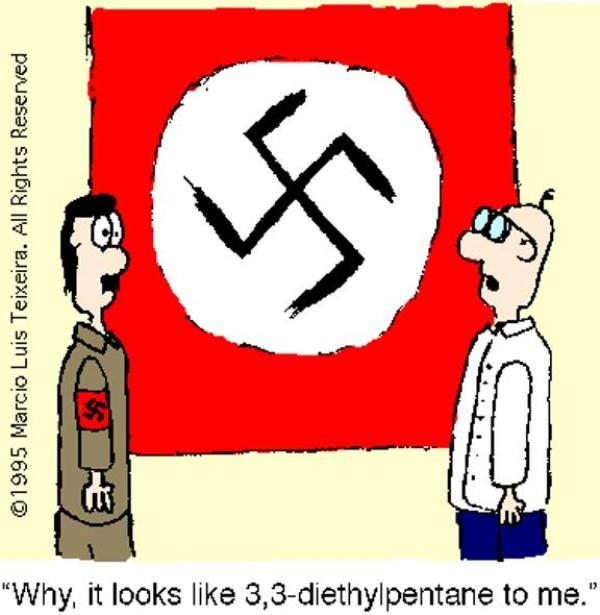 ©1995 Marcio Luis Teixeira. All Rights Reserved
“Why, it looks like 3,3-diethylpentane to me.”